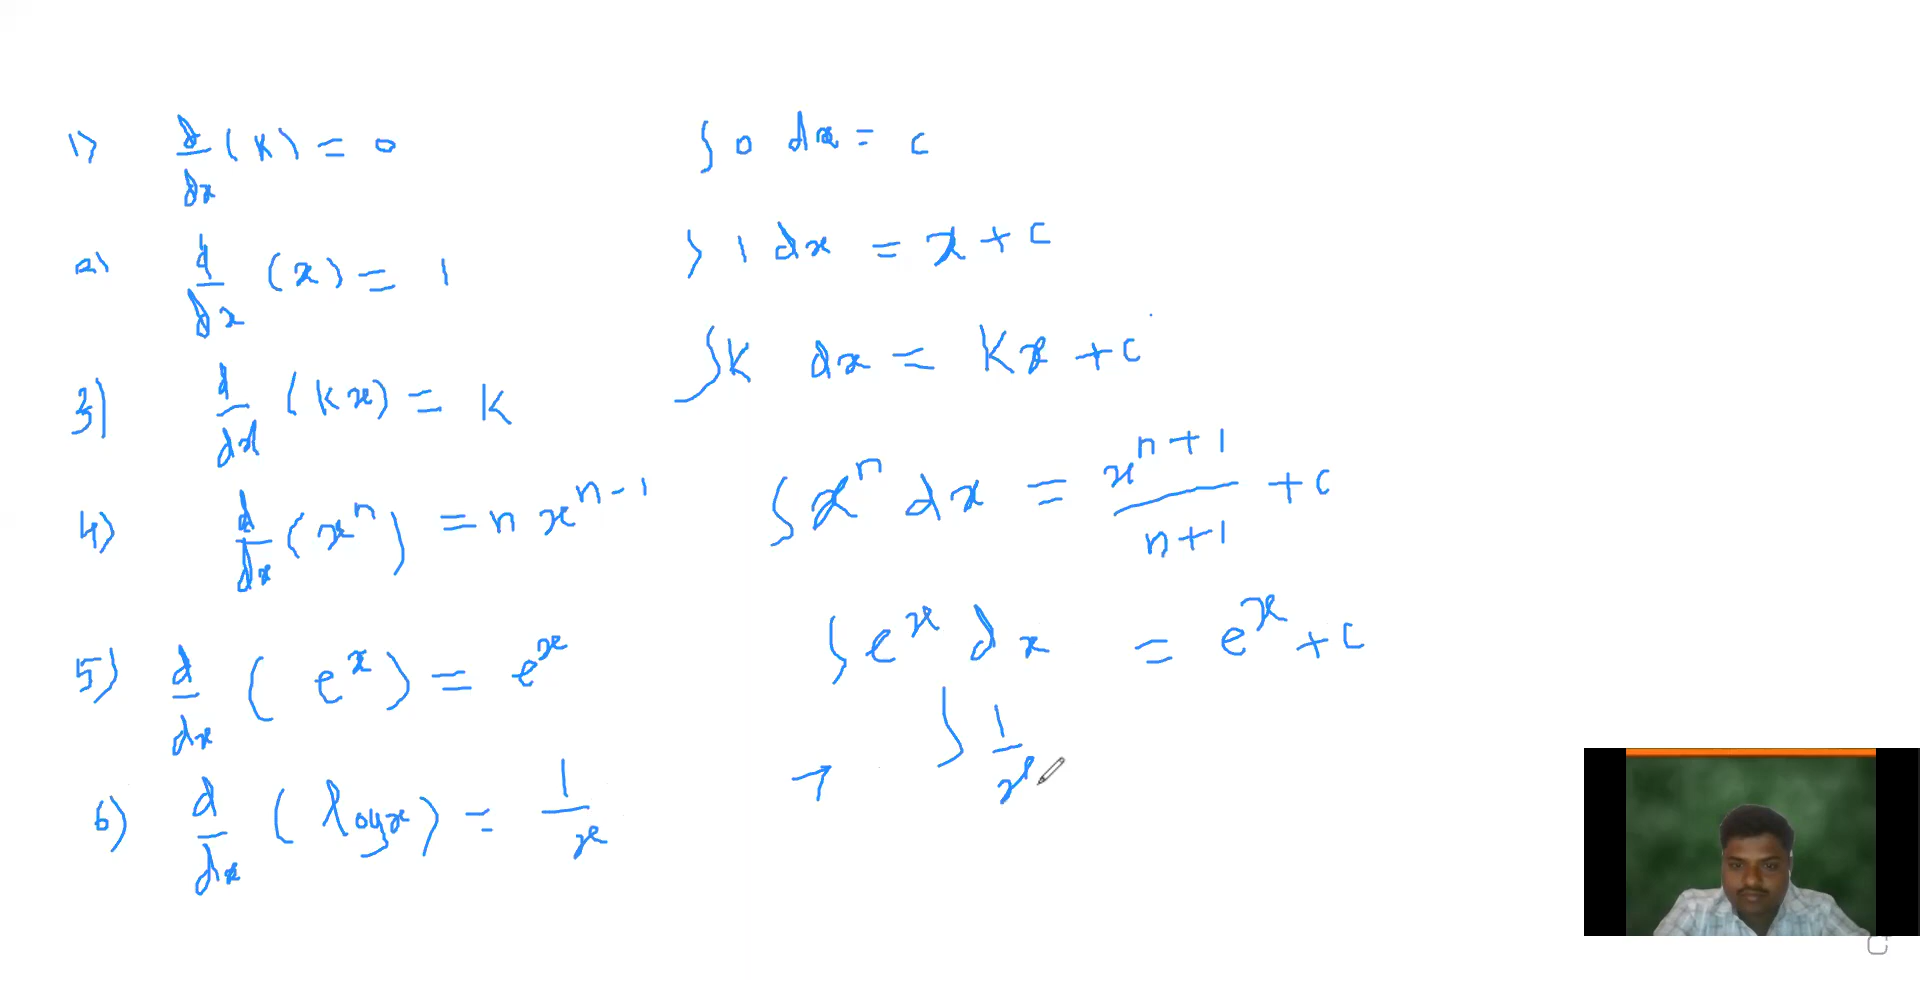 1) d/dx (K) = 0    ∫ 0 dx = c
2) d/dx (x) = 1    ∫ 1 dx = x + c
3) d/dx (Kx) = K    ∫ K dx = Kx + c
4) d/dx (x^n) = n x^(n-1)    ∫ x^n dx = x^(n+1)/(n+1) + c
5) d/dx (e^x) = e^x    ∫ e^x dx = e^x + c
6) d/dx (log x) = 1/x    → ∫ 1/x